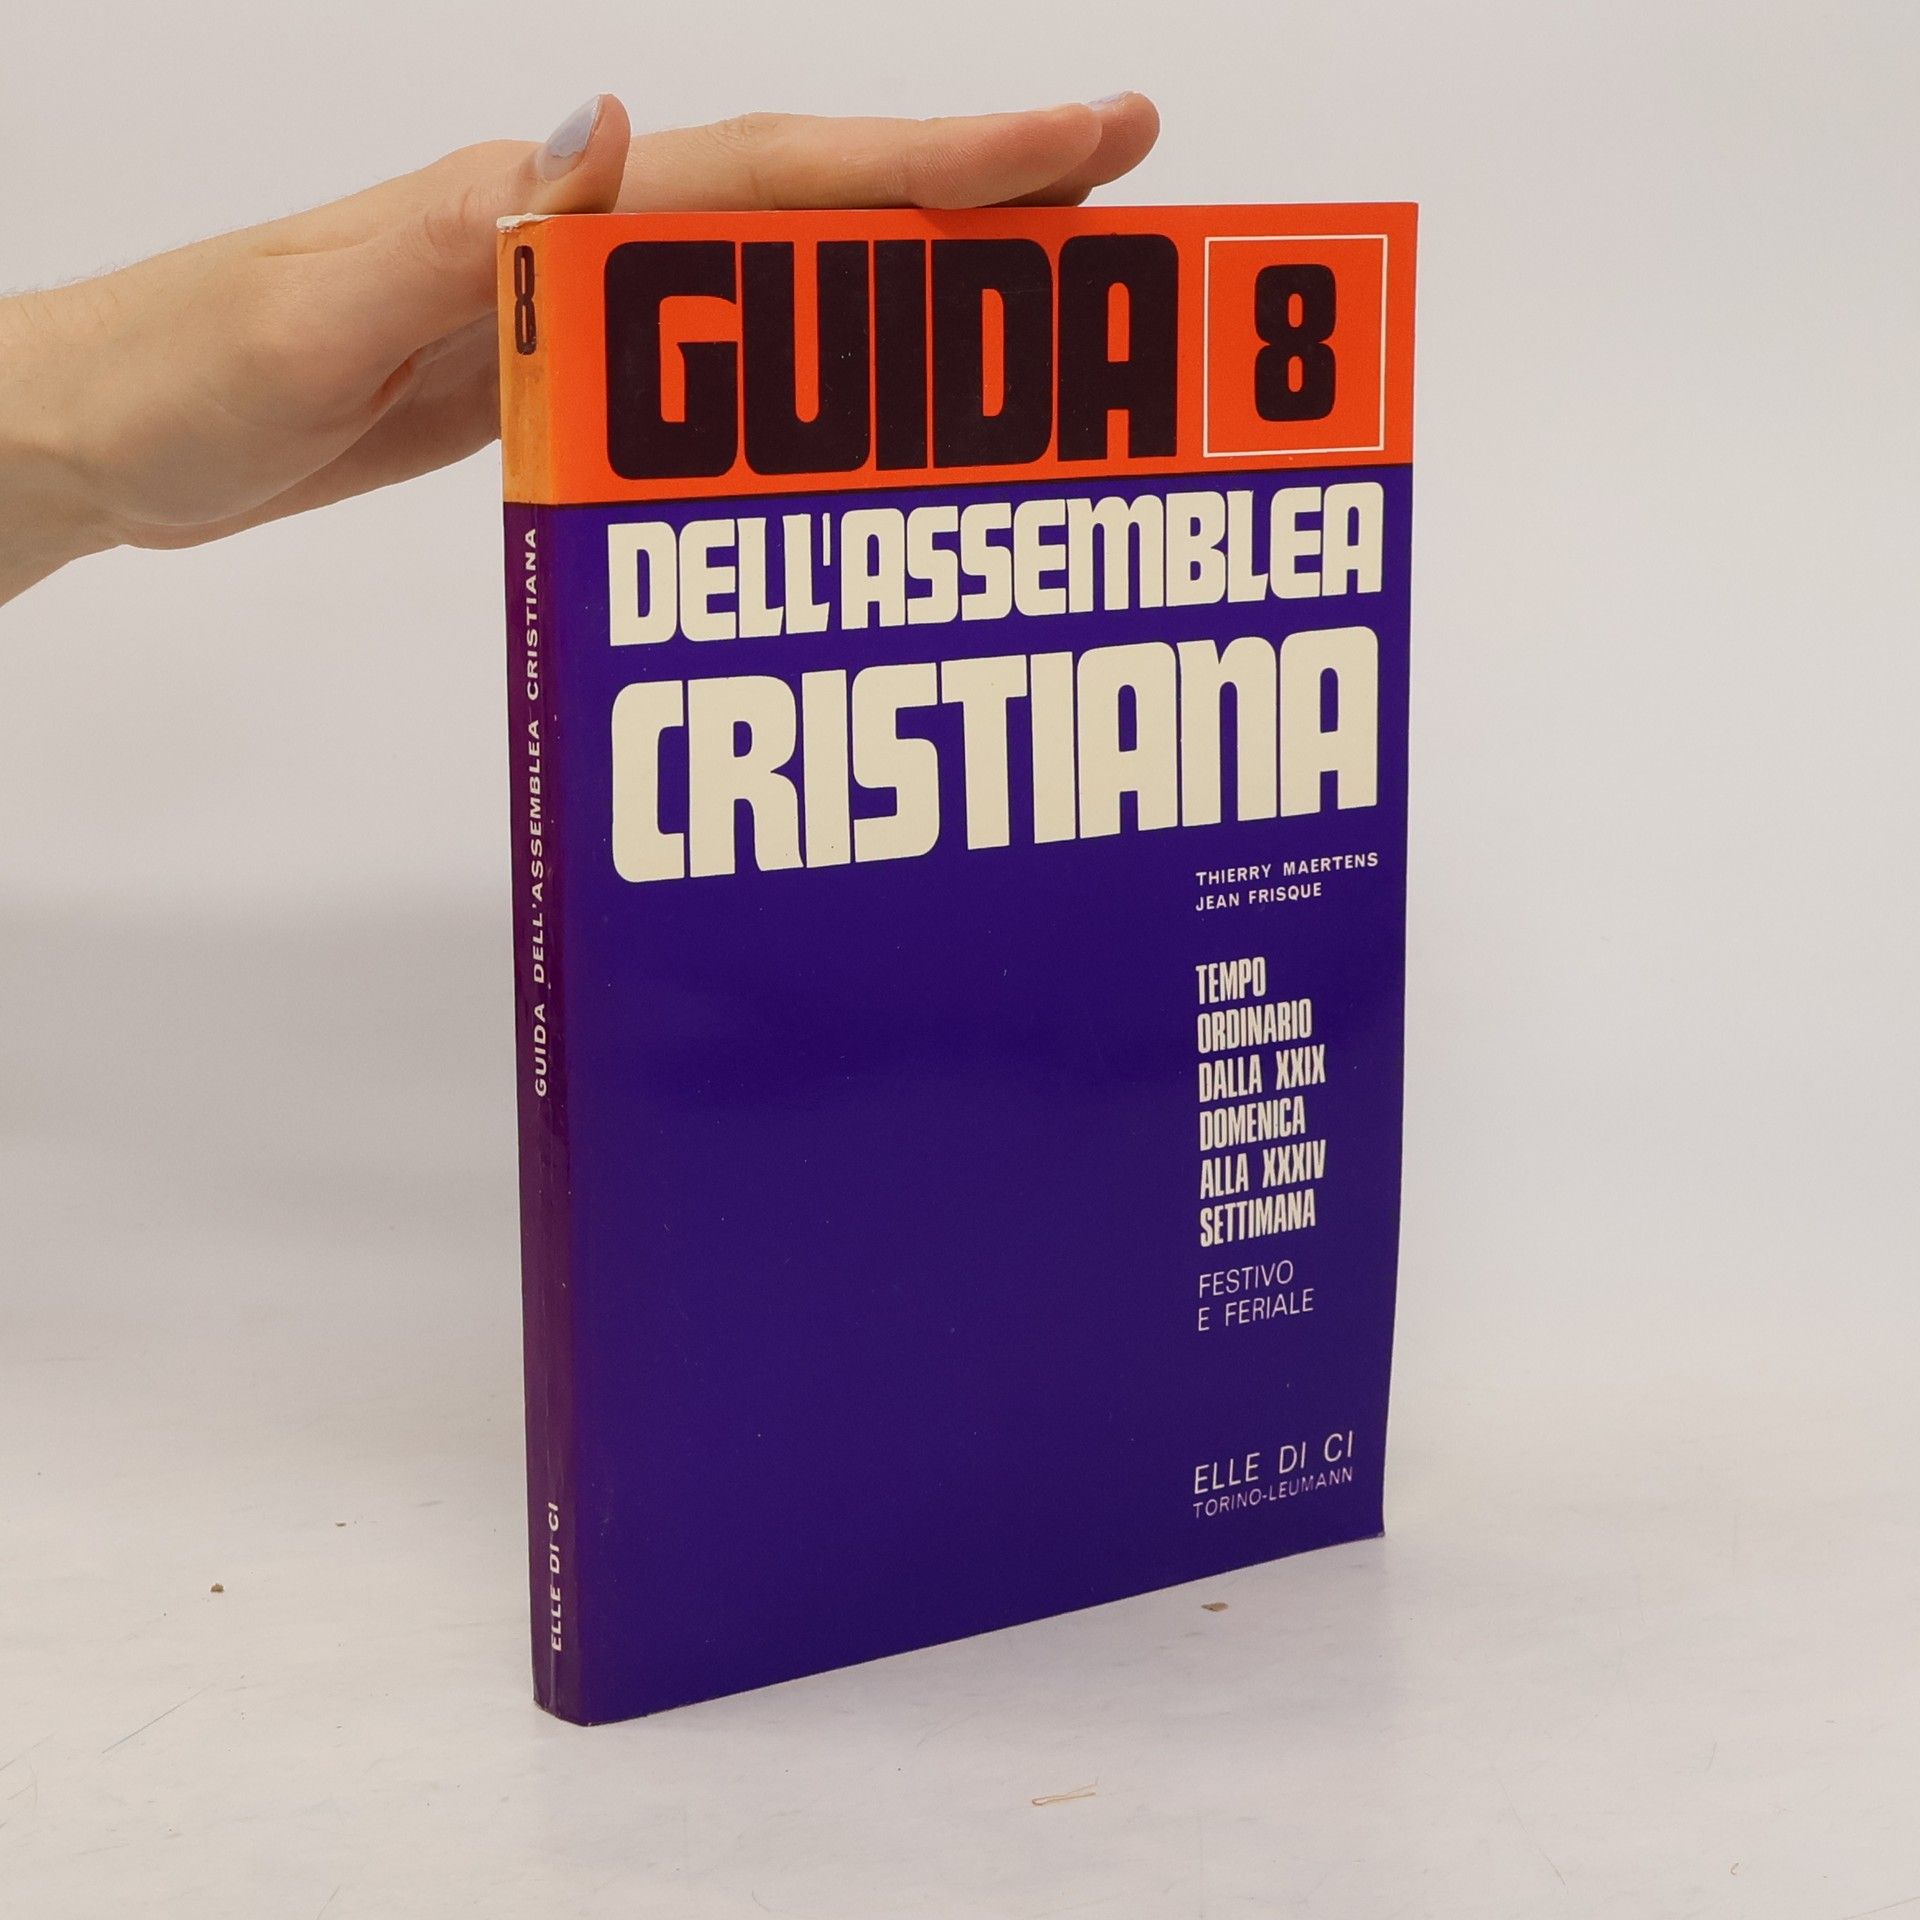 GUIDA 8
DELL'ASSEMBLEA
CRISTIANA
THIERRY MAERTENS
JEAN FRISQUE
TEMPO
ORDINARIO
DALLA XXIX
DOMENICA
ALLA XXXIV
SETTIMANA
FESTIVO
E FERIALE
ELLE DI CI
TORINO-LEUMANN
8
GUIDA DELL'ASSEMBLEA CRISTIANA
ELLE DI CI